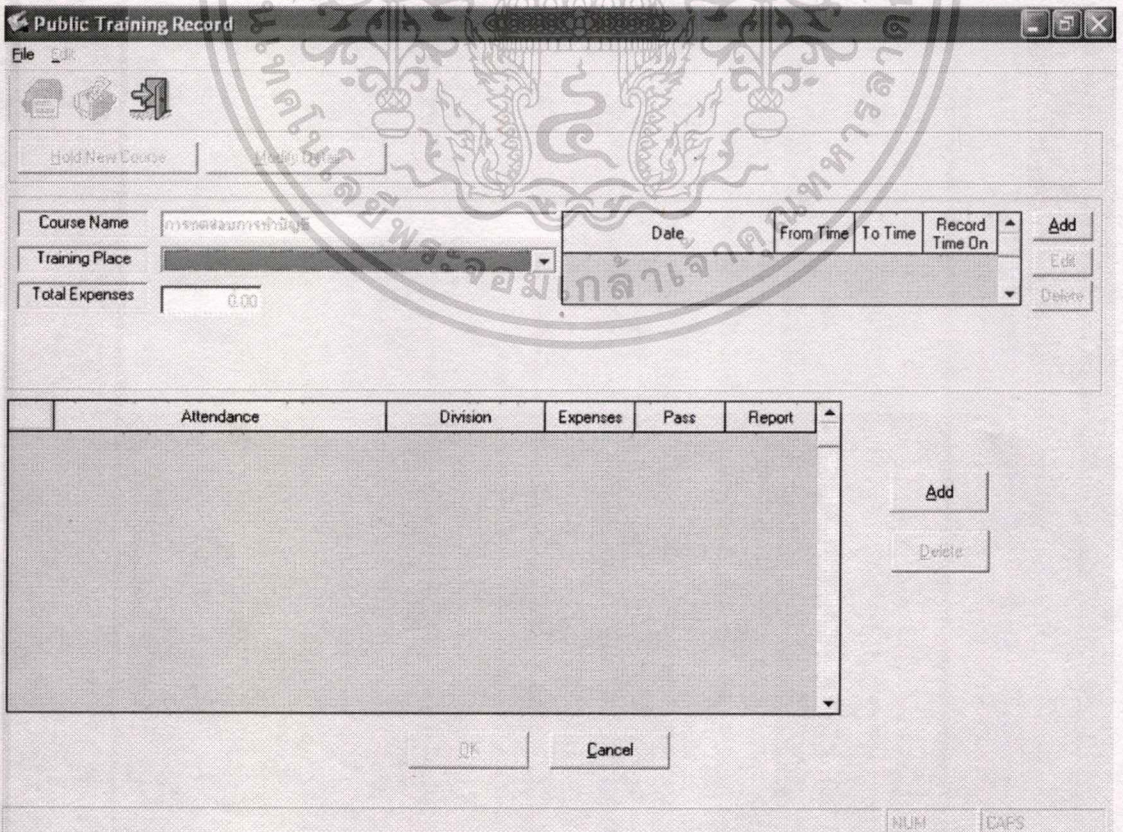 Public Training Record
File Edit
Hold New Course Modify Detail
Course Name การทดสอบการทำบัญชี
Date From Time To Time Record Time On
Add
Training Place
Edit
Total Expenses 0.00
Delete
Attendance Division Expenses Pass Report
Add
Delete
OK Cancel
NUM CAPS